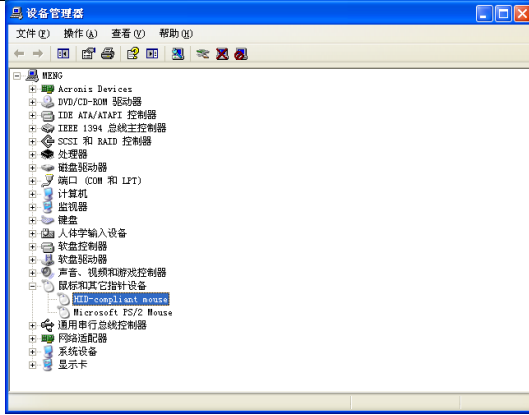 设备管理器
文件(F) 操作(A) 查看(V) 帮助(H)
MENG
Acronis Devices
DVD/CD-ROM 驱动器
IDE ATA/ATAPI 控制器
IEEE 1394 总线主控制器
SCSI 和 RAID 控制器
处理器
磁盘驱动器
端口 (COM 和 LPT)
计算机
监视器
键盘
人体学输入设备
软盘控制器
软盘驱动器
声音、视频和游戏控制器
鼠标和其它指针设备
HID-compliant mouse
Microsoft PS/2 Mouse
通用串行总线控制器
网络适配器
系统设备
显示卡